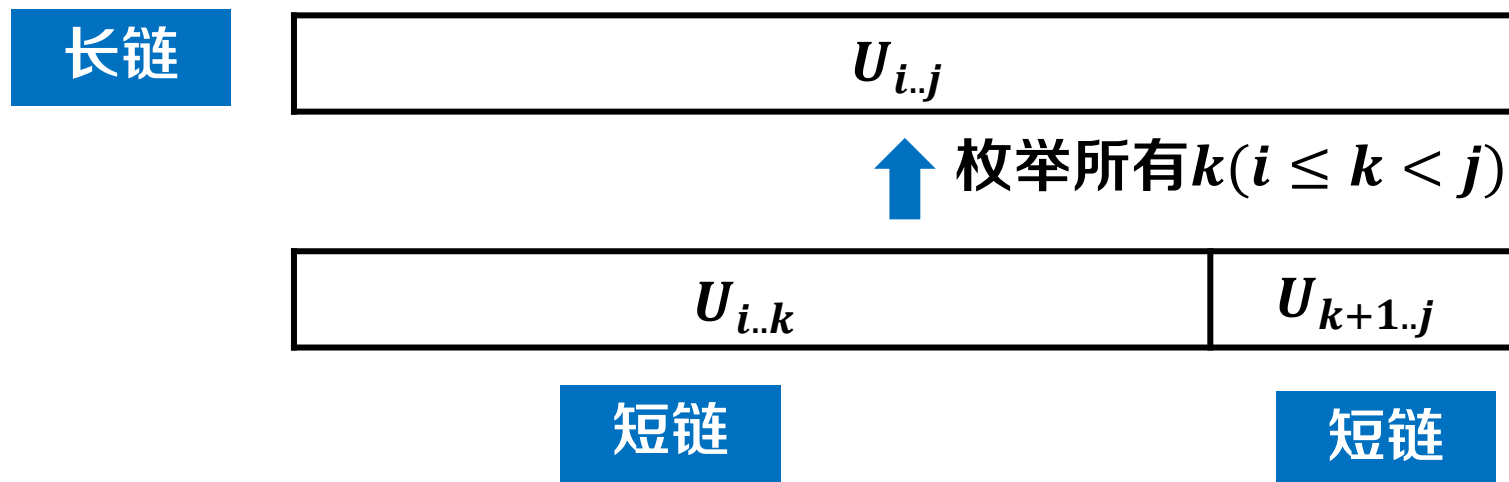 长链
U_{i..j}
枚举所有k(i ≤ k < j)
U_{i..k} U_{k+1..j}
短链 短链